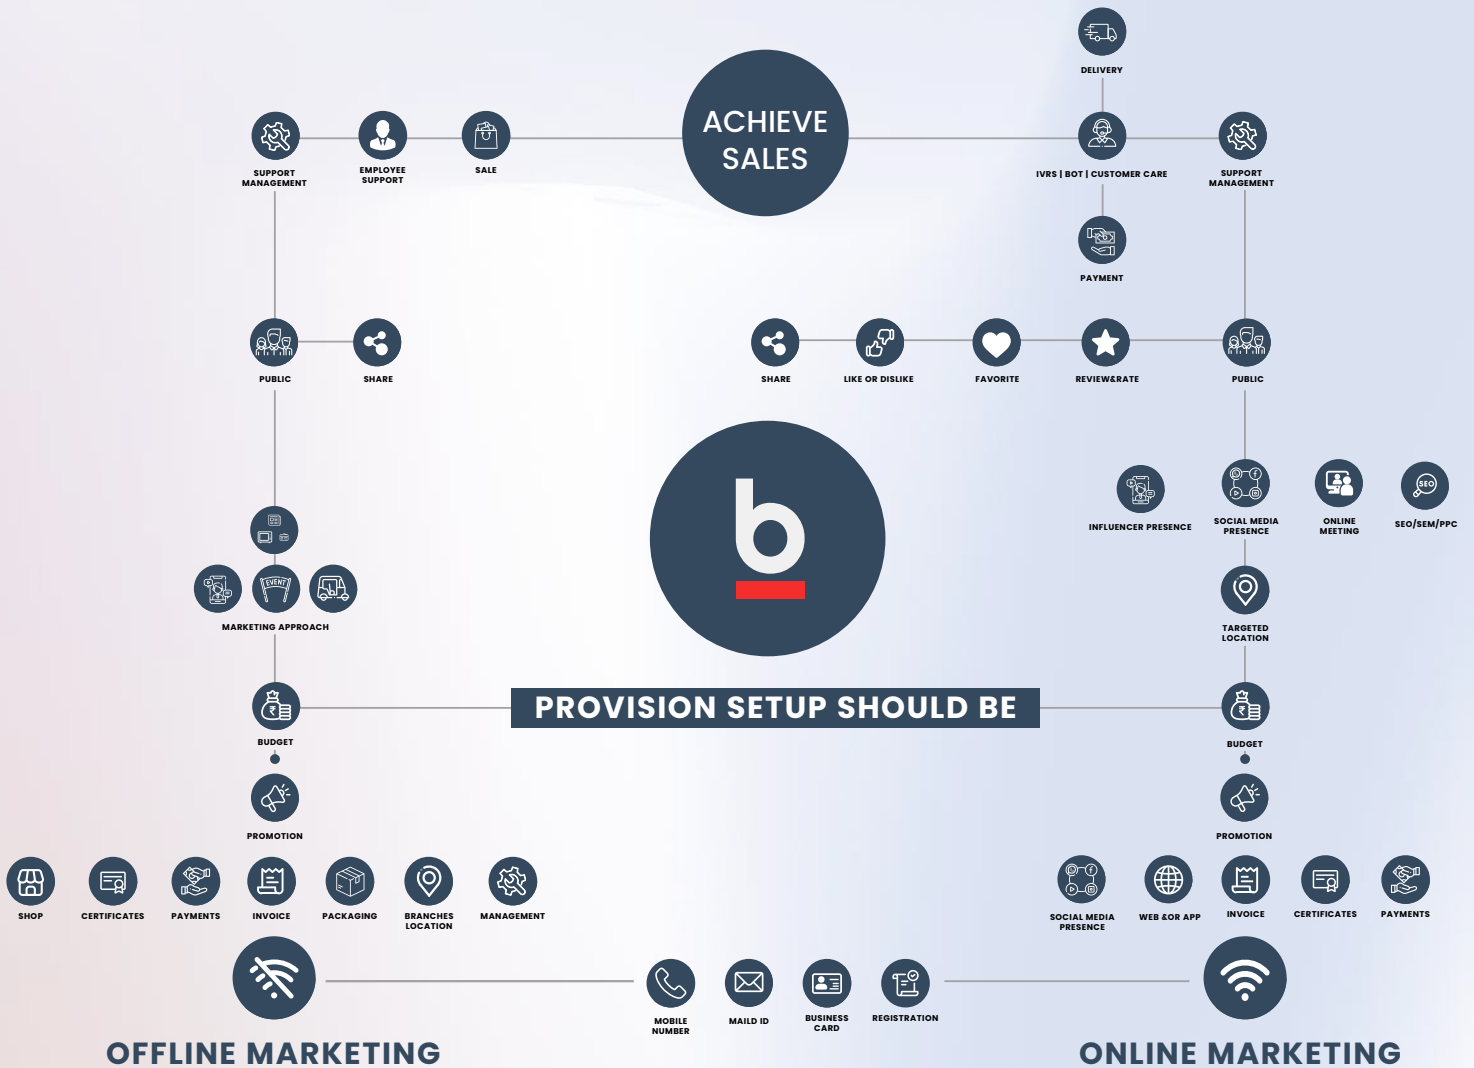 DELIVERY
ACHIEVE
SALES
SUPPORT
MANAGEMENT
EMPLOYEE
SUPPORT
SALE
IVRS | BOT | CUSTOMER CARE
SUPPORT
MANAGEMENT
PAYMENT
PUBLIC
SHARE
SHARE
LIKE OR DISLIKE
FAVORITE
REVIEW&RATE
PUBLIC
b
INFLUENCER PRESENCE
SOCIAL MEDIA
PRESENCE
ONLINE
MEETING
SEO
SEO/SEM/PPC
EVENT
MARKETING APPROACH
TARGETED
LOCATION
PROVISION SETUP SHOULD BE
₹
BUDGET
₹
BUDGET
PROMOTION
PROMOTION
SHOP
CERTIFICATES
PAYMENTS
INVOICE
PACKAGING
BRANCHES
LOCATION
MANAGEMENT
SOCIAL MEDIA
PRESENCE
WEB &OR APP
INVOICE
CERTIFICATES
PAYMENTS
MOBILE
NUMBER
MAILD ID
BUSINESS
CARD
REGISTRATION
OFFLINE MARKETING
ONLINE MARKETING